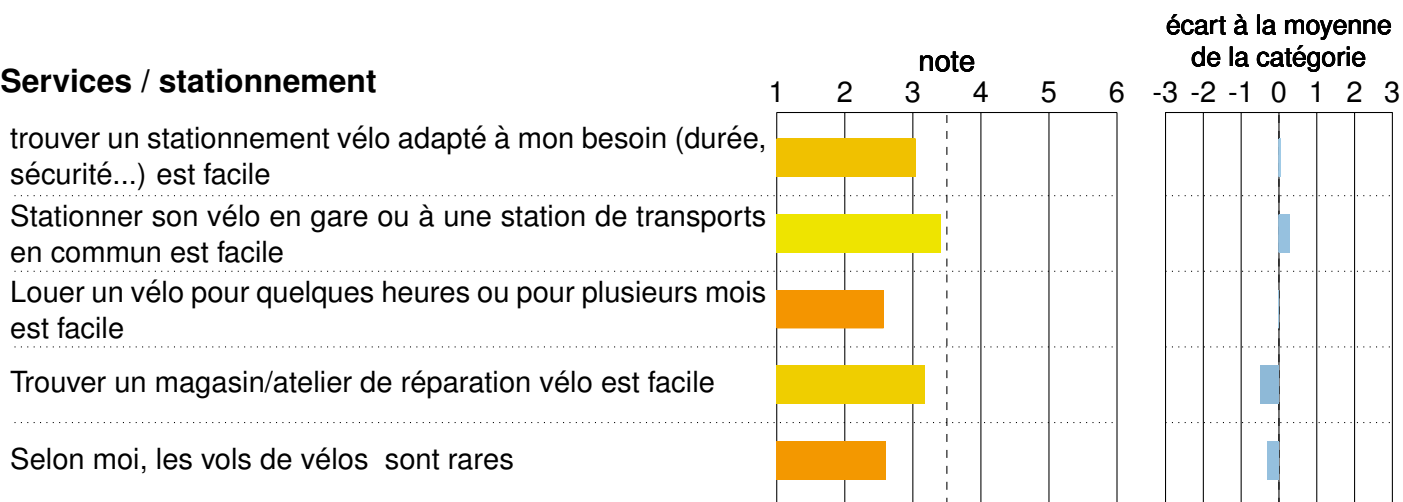 écart à la moyenne
de la catégorie
note
Services / stationnement
1 2 3 4 5 6
-3 -2 -1 0 1 2 3
trouver un stationnement vélo adapté à mon besoin (durée,
sécurité...) est facile
Stationner son vélo en gare ou à une station de transports
en commun est facile
Louer un vélo pour quelques heures ou pour plusieurs mois
est facile
Trouver un magasin/atelier de réparation vélo est facile
Selon moi, les vols de vélos sont rares